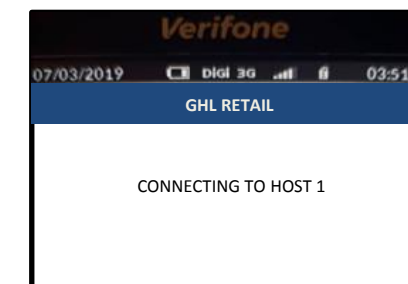 Verifone
07/03/2019 DIGI 3G 03:51
GHL RETAIL
CONNECTING TO HOST 1